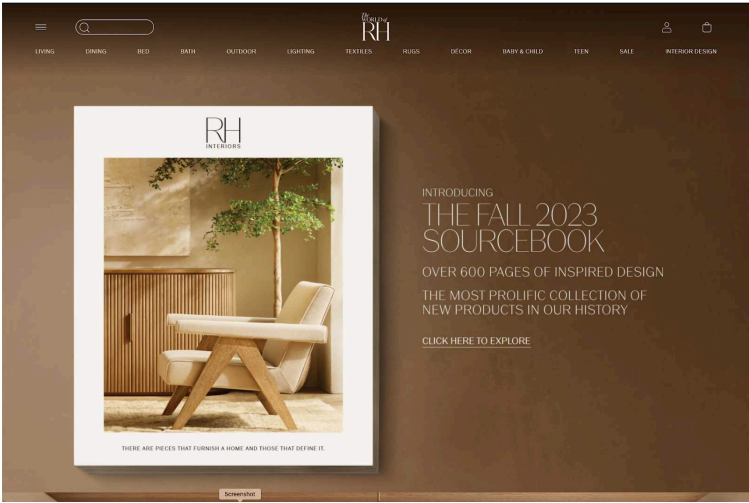 The
WORLD of
RH
LIVING
DINING
BED
BATH
OUTDOOR
LIGHTING
TEXTILES
RUGS
DÉCOR
BABY & CHILD
TEEN
SALE
INTERIOR DESIGN
RH
INTERIORS
THERE ARE PIECES THAT FURNISH A HOME AND THOSE THAT DEFINE IT.
INTRODUCING
THE FALL 2023
SOURCEBOOK
OVER 600 PAGES OF INSPIRED DESIGN
THE MOST PROLIFIC COLLECTION OF
NEW PRODUCTS IN OUR HISTORY
CLICK HERE TO EXPLORE
Screenshot